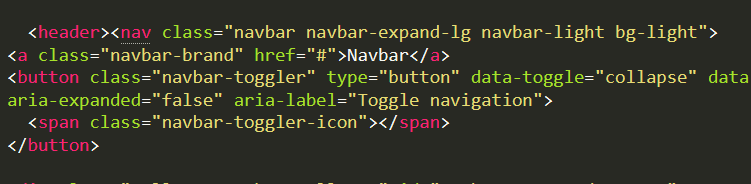 <header><nav class="navbar navbar-expand-lg navbar-light bg-light">
<a class="navbar-brand" href="#">Navbar</a>
<button class="navbar-toggler" type="button" data-toggle="collapse" data
aria-expanded="false" aria-label="Toggle navigation">
<span class="navbar-toggler-icon"></span>
</button>